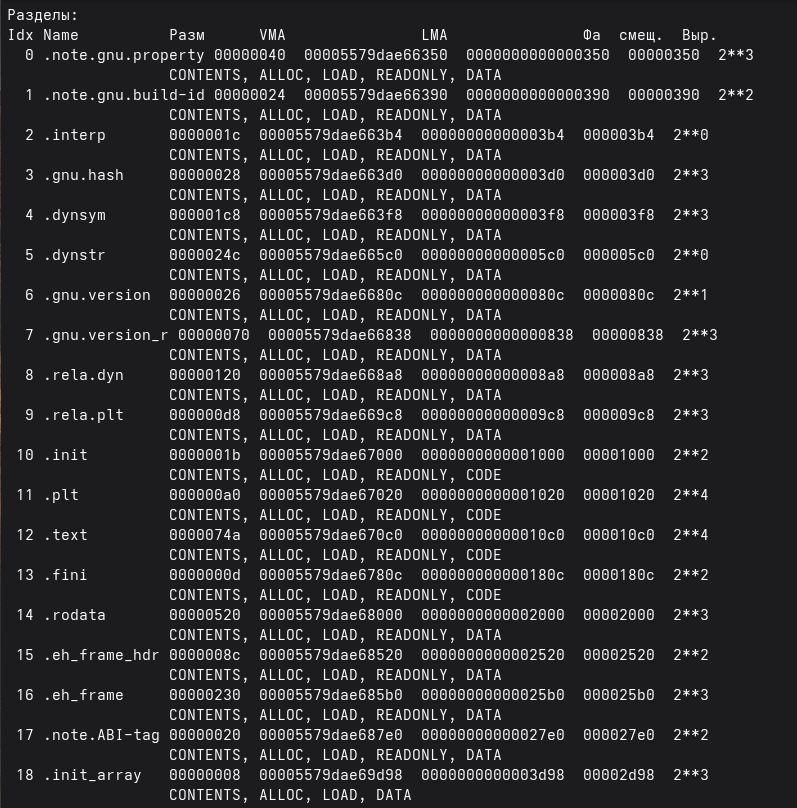 Разделы:
Idx Name          Разм      VMA               LMA               Фа  смещ.  Выр.
  0 .note.gnu.property 00000040  00005579dae66350  0000000000000350  00000350  2**3
                  CONTENTS, ALLOC, LOAD, READONLY, DATA
  1 .note.gnu.build-id 00000024  00005579dae66390  0000000000000390  00000390  2**2
                  CONTENTS, ALLOC, LOAD, READONLY, DATA
  2 .interp       0000001c  00005579dae663b4  00000000000003b4  000003b4  2**0
                  CONTENTS, ALLOC, LOAD, READONLY, DATA
  3 .gnu.hash     00000028  00005579dae663d0  00000000000003d0  000003d0  2**3
                  CONTENTS, ALLOC, LOAD, READONLY, DATA
  4 .dynsym       000001c8  00005579dae663f8  00000000000003f8  000003f8  2**3
                  CONTENTS, ALLOC, LOAD, READONLY, DATA
  5 .dynstr       0000024c  00005579dae665c0  00000000000005c0  000005c0  2**0
                  CONTENTS, ALLOC, LOAD, READONLY, DATA
  6 .gnu.version  00000026  00005579dae6680c  000000000000080c  0000080c  2**1
                  CONTENTS, ALLOC, LOAD, READONLY, DATA
  7 .gnu.version_r 00000070  00005579dae66838  0000000000000838  00000838  2**3
                  CONTENTS, ALLOC, LOAD, READONLY, DATA
  8 .rela.dyn     00000120  00005579dae668a8  00000000000008a8  000008a8  2**3
                  CONTENTS, ALLOC, LOAD, READONLY, DATA
  9 .rela.plt     000000d8  00005579dae669c8  00000000000009c8  000009c8  2**3
                  CONTENTS, ALLOC, LOAD, READONLY, DATA
 10 .init         0000001b  00005579dae67000  0000000000001000  00001000  2**2
                  CONTENTS, ALLOC, LOAD, READONLY, CODE
 11 .plt          000000a0  00005579dae67020  0000000000001020  00001020  2**4
                  CONTENTS, ALLOC, LOAD, READONLY, CODE
 12 .text         0000074a  00005579dae670c0  00000000000010c0  000010c0  2**4
                  CONTENTS, ALLOC, LOAD, READONLY, CODE
 13 .fini         0000000d  00005579dae6780c  000000000000180c  0000180c  2**2
                  CONTENTS, ALLOC, LOAD, READONLY, CODE
 14 .rodata       00000520  00005579dae68000  0000000000002000  00002000  2**3
                  CONTENTS, ALLOC, LOAD, READONLY, DATA
 15 .eh_frame_hdr 0000008c  00005579dae68520  0000000000002520  00002520  2**2
                  CONTENTS, ALLOC, LOAD, READONLY, DATA
 16 .eh_frame     00000230  00005579dae685b0  00000000000025b0  000025b0  2**3
                  CONTENTS, ALLOC, LOAD, READONLY, DATA
 17 .note.ABI-tag 00000020  00005579dae687e0  00000000000027e0  000027e0  2**2
                  CONTENTS, ALLOC, LOAD, READONLY, DATA
 18 .init_array   00000008  00005579dae69d98  0000000000003d98  00002d98  2**3
                  CONTENTS, ALLOC, LOAD, DATA